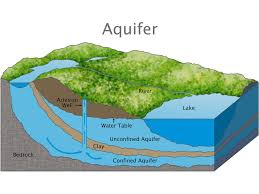 Aquifer
River
Artesian
Well
Lake
Water Table
Unconfined Aquifer
Clay
Bedrock
Confined Aquifer